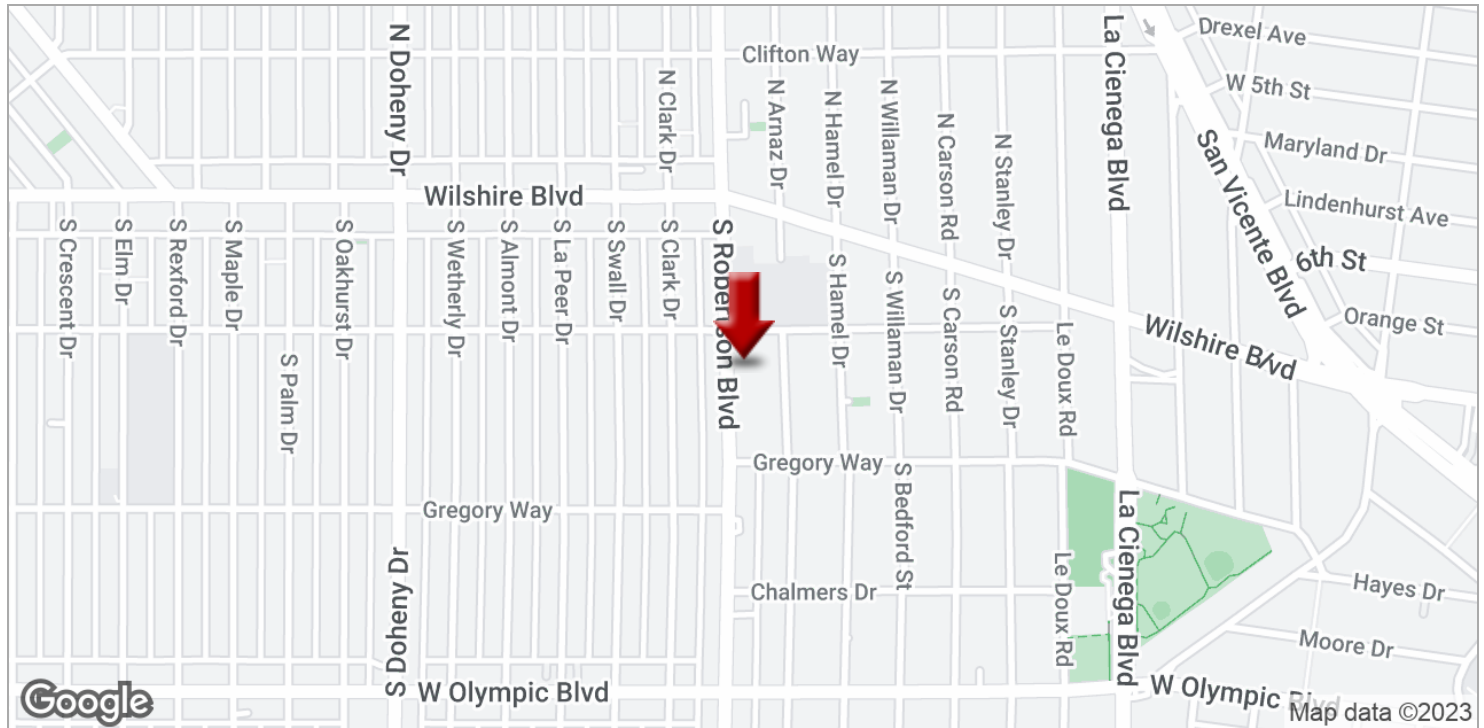 N Doheny Dr
Clifton Way
La Cienega Blvd
Drexel Ave
W 5th St
Maryland Dr
Lindenhurst Ave
San Vicente Blvd
6th St
Orange St
N Clark Dr
N Arnaz Dr
N Hamel Dr
N Willaman Dr
N Carson Rd
N Stanley Dr
Wilshire Blvd
S Crescent Dr
S Elm Dr
S Rexford Dr
S Maple Dr
S Palm Dr
S Oakhurst Dr
S Wetherly Dr
S Almont Dr
S La Peer Dr
S Swall Dr
S Clark Dr
S Robertson Blvd
S Hamel Dr
S Willaman Dr
S Carson Rd
S Stanley Dr
Le Doux Rd
Wilshire Blvd
Gregory Way
S Bedford St
Gregory Way
La Cienega Blvd
Chalmers Dr
Le Doux Rd
Hayes Dr
Moore Dr
S Doheny Dr
W Olympic Blvd
W Olympic Blvd
Google
Map data ©2023